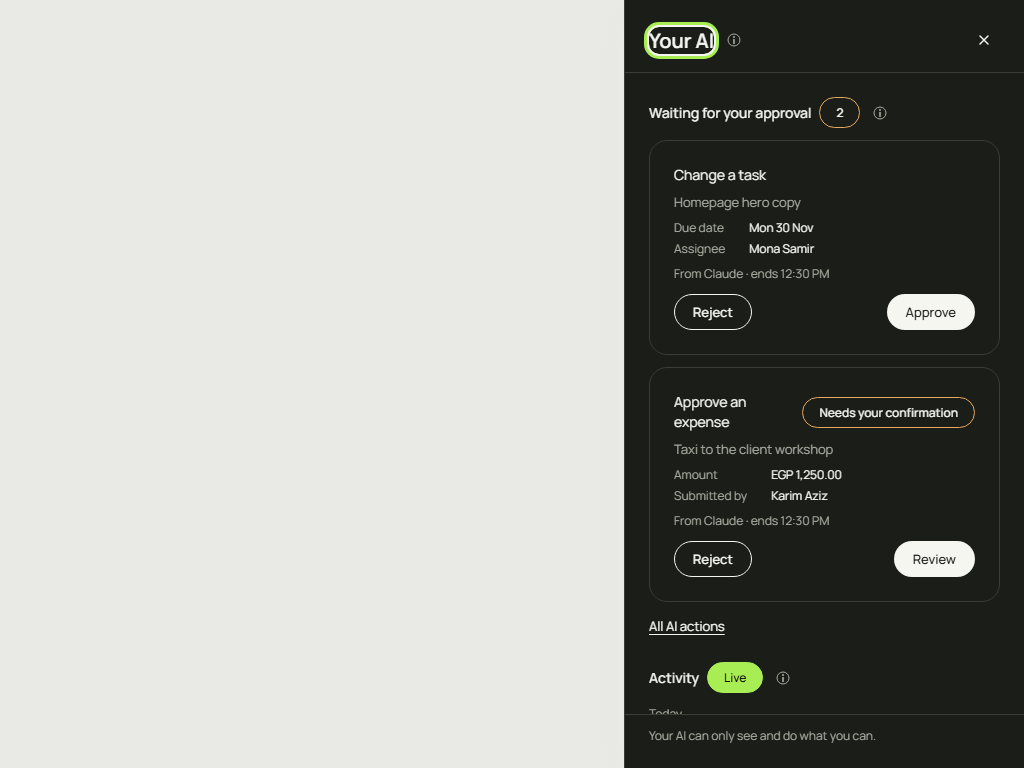 Your AI
Waiting for your approval 2
Change a task
Homepage hero copy
Due date Mon 30 Nov
Assignee Mona Samir
From Claude · ends 12:30 PM
Reject Approve
Approve an
expense
Needs your confirmation
Taxi to the client workshop
Amount EGP 1,250.00
Submitted by Karim Aziz
From Claude · ends 12:30 PM
Reject Review
All AI actions
Activity Live
Today
Your AI can only see and do what you can.